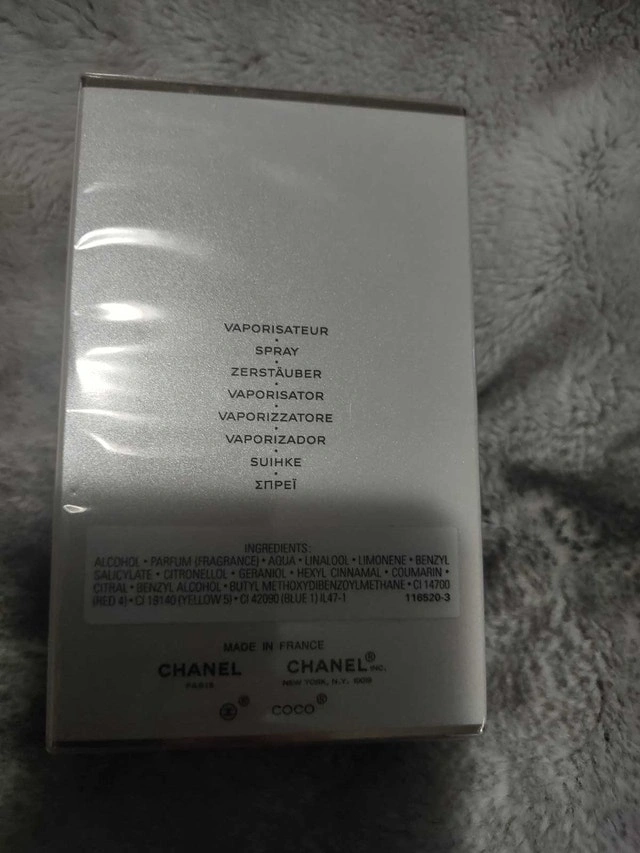 VAPORISATEUR
SPRAY
ZERSTÄUBER
VAPORISATOR
VAPORIZZATORE
VAPORIZADOR
SUIHKE
ΣΠΡΕΪ
INGREDIENTS:
ALCOHOL • PARFUM (FRAGRANCE) • AQUA • LINALOOL • LIMONENE • BENZYL
SALICYLATE • CITRONELLOL • GERANIOL • HEXYL CINNAMAL • COUMARIN •
CITRAL • BENZYL ALCOHOL • BUTYL METHOXYDIBENZOYLMETHANE • CI 14700
(RED 4) • CI 19140 (YELLOW 5) • CI 42090 (BLUE 1) IL47-1 116520-3
MADE IN FRANCE
CHANEL CHANEL® INC.
PARIS NEW YORK, N.Y. 10019
® COCO®